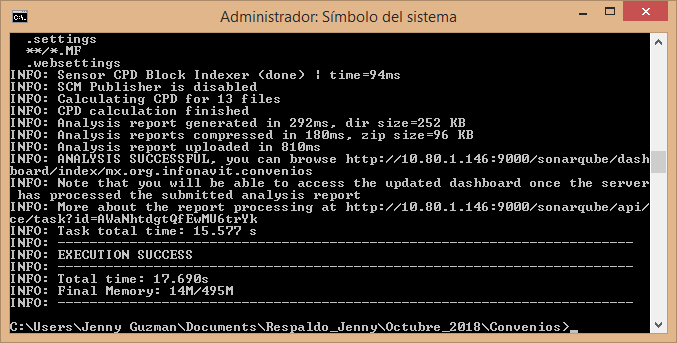 Administrador: Símbolo del sistema
.settings
**/*.MF
.websettings
INFO: Sensor CPD Block Indexer (done) | time=94ms
INFO: SCM Publisher is disabled
INFO: Calculating CPD for 13 files
INFO: CPD calculation finished
INFO: Analysis report generated in 292ms, dir size=252 KB
INFO: Analysis reports compressed in 180ms, zip size=96 KB
INFO: Analysis report uploaded in 810ms
INFO: ANALYSIS SUCCESSFUL, you can browse http://10.80.1.146:9000/sonarqube/dash
board/index/mx.org.infonavit.convenios
INFO: Note that you will be able to access the updated dashboard once the server
has processed the submitted analysis report
INFO: More about the report processing at http://10.80.1.146:9000/sonarqube/api/
ce/task?id=AWaNhtdgtQfEwMU6trYk
INFO: Task total time: 15.577 s
INFO: ------------------------------------------------------------------------
INFO: EXECUTION SUCCESS
INFO: ------------------------------------------------------------------------
INFO: Total time: 17.690s
INFO: Final Memory: 14M/495M
INFO: ------------------------------------------------------------------------
C:\Users\Jenny Guzman\Documents\Respaldo_Jenny\Octubre_2018\Convenios>_